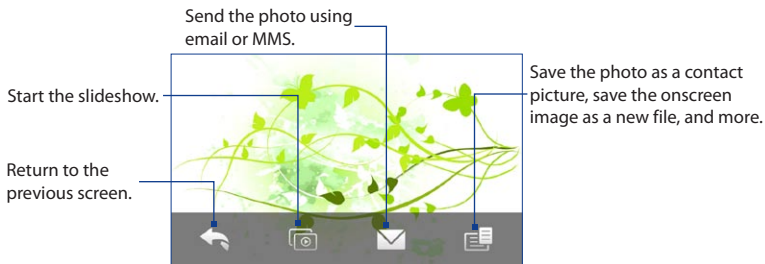 Send the photo using
email or MMS.
Start the slideshow.
Save the photo as a contact
picture, save the onscreen
image as a new file, and more.
Return to the
previous screen.